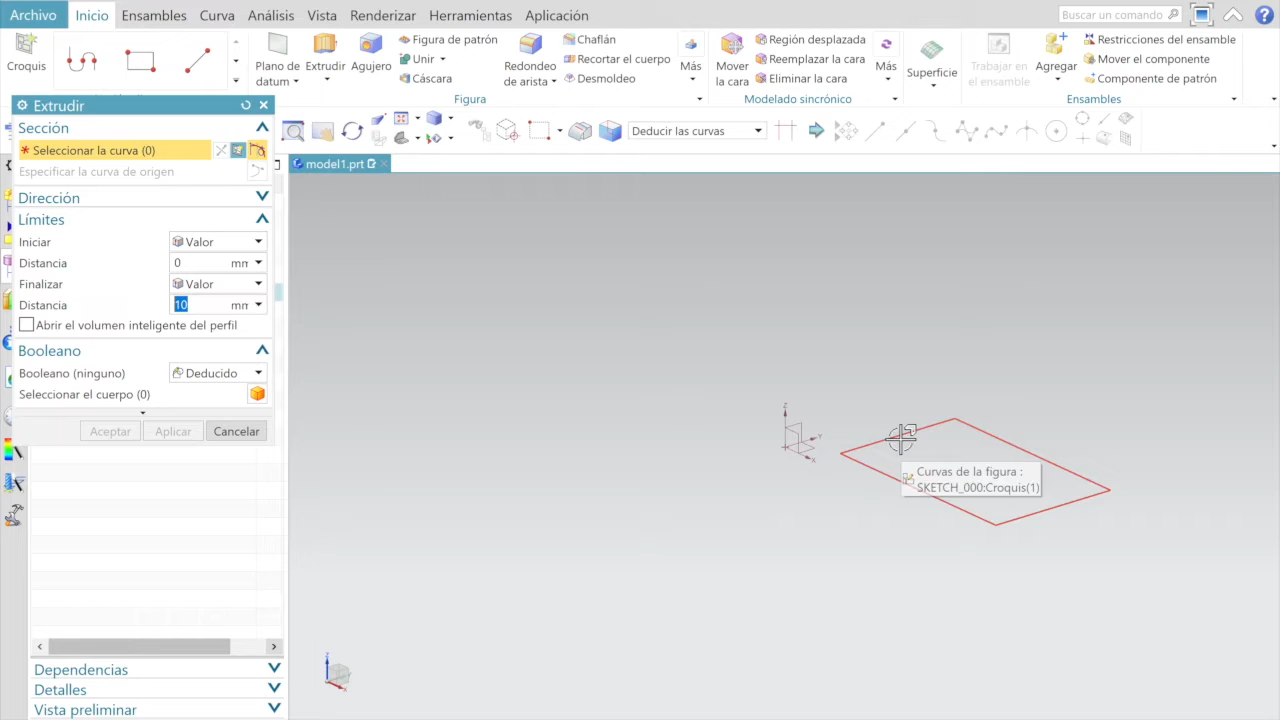 Archivo Inicio Ensambles Curva Análisis Vista Renderizar Herramientas Aplicación Buscar un comando
Croquis
Plano de datum
Extrudir
Agujero
Figura de patrón
Unir
Cáscara
Redondeo de arista
Chaflán
Recortar el cuerpo
Desmoldeo
Más
Figura
Mover la cara
Región desplazada
Reemplazar la cara
Eliminar la cara
Más
Modelado sincrónico
Superficie
Trabajar en el ensamble
Agregar
Restricciones del ensamble
Mover el componente
Componente de patrón
Ensambles
Deducir las curvas
model1.prt
Extrudir
Sección
* Seleccionar la curva (0)
Especificar la curva de origen
Dirección
Límites
Iniciar Valor
Distancia 0 mm
Finalizar Valor
Distancia 10 mm
Abrir el volumen inteligente del perfil
Booleano
Booleano (ninguno) Deducido
Seleccionar el cuerpo (0)
Aceptar Aplicar Cancelar
Z
Y
X
Curvas de la figura :
SKETCH_000:Croquis(1)
Dependencias
Detalles
Vista preliminar
Z
X